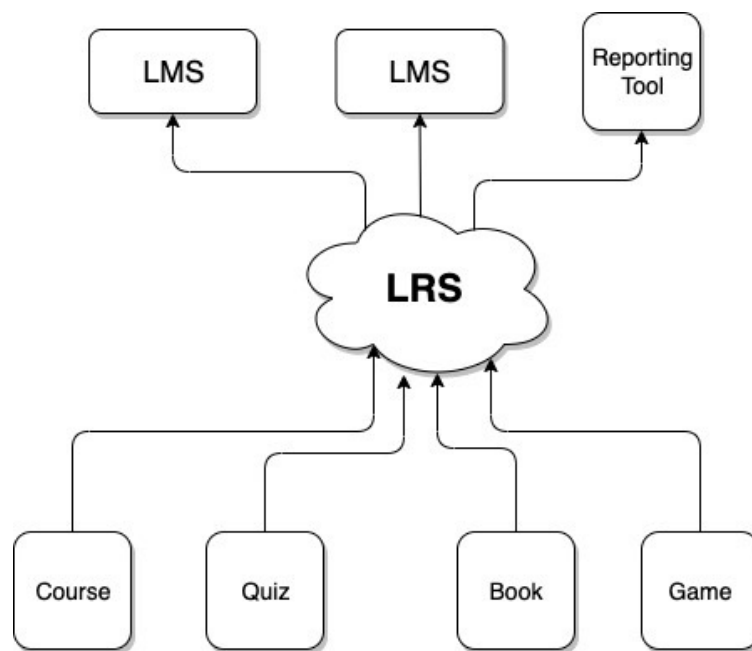 LMS
LMS
Reporting
Tool
LRS
Course
Quiz
Book
Game